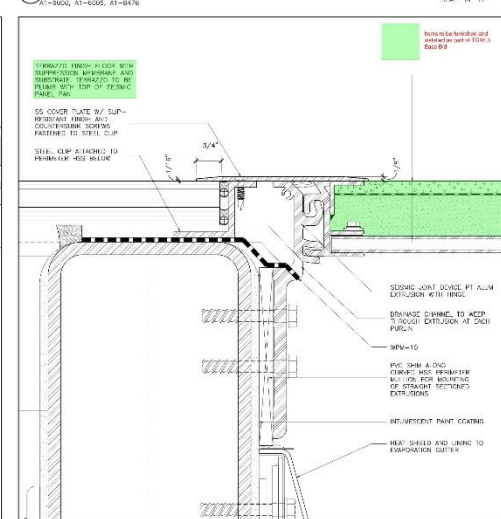 A1-8000, A1-6005, A1-8476
Items to be furnished and
installed as part of TG14.3
Base Bid
TERRAZZO FINISH FLOOR WITH
SUPPRESSION MEMBRANE AND
SUBSTRATE. TERRAZZO TO BE
PLUMB WITH TOP OF SEISMIC
PANEL PAN
SS COVER PLATE W/ SLIP-
RESISTANT FINISH AND
COUNTERSUNK SCREWS
FASTENED TO STEEL CLIP
STEEL CLIP ATTACHED TO
PERIMETER HSS BELOW
3/4"
1/16"
1/8"
SEISMIC JOINT DEVICE PT ALUM
EXTRUSION WITH HINGE
DRAINAGE CHANNEL TO WEEP
THROUGH EXTRUSION AT EACH
PURLIN
WPM-10
PVC SHIM ALONG
CURVED HSS PERIMETER
MULLION FOR MOUNTING
OF STRAIGHT SECTIONED
EXTRUSIONS
INTUMESCENT PAINT COATING
HEAT SHIELD AND LINING TO
EVAPORATION GUTTER